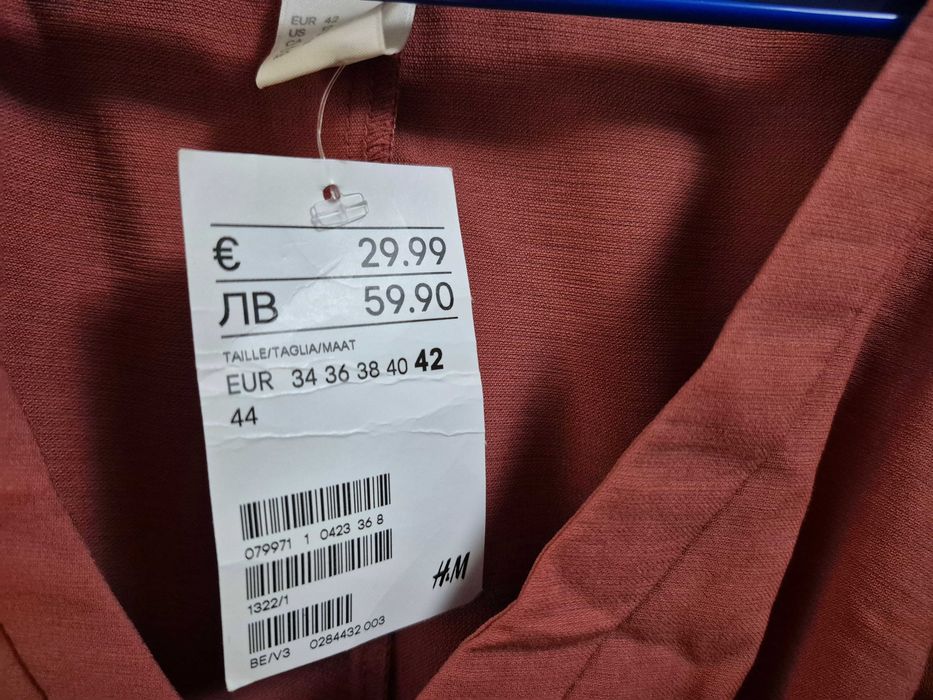 EUR 42
US
€ 29.99
ЛВ 59.90
TAILLE/TAGLIA/MAAT
EUR 34 36 38 40 42
44
079971 1 0423 36 8
1322/1
H&M
BE/V3 0284432 003